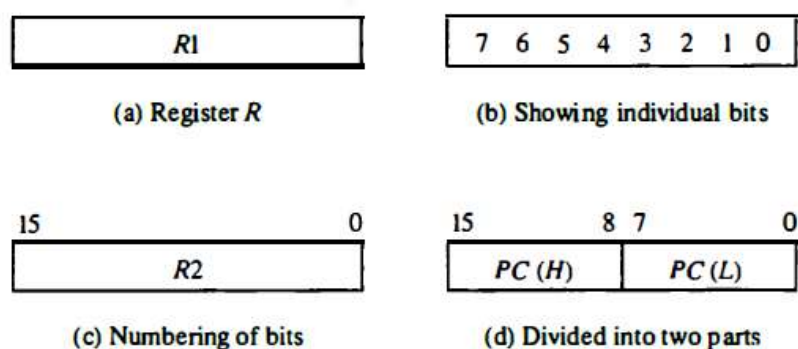 R1
7 6 5 4 3 2 1 0
(a) Register R
(b) Showing individual bits
15 0
15 8 7 0
R2
PC (H) PC (L)
(c) Numbering of bits
(d) Divided into two parts